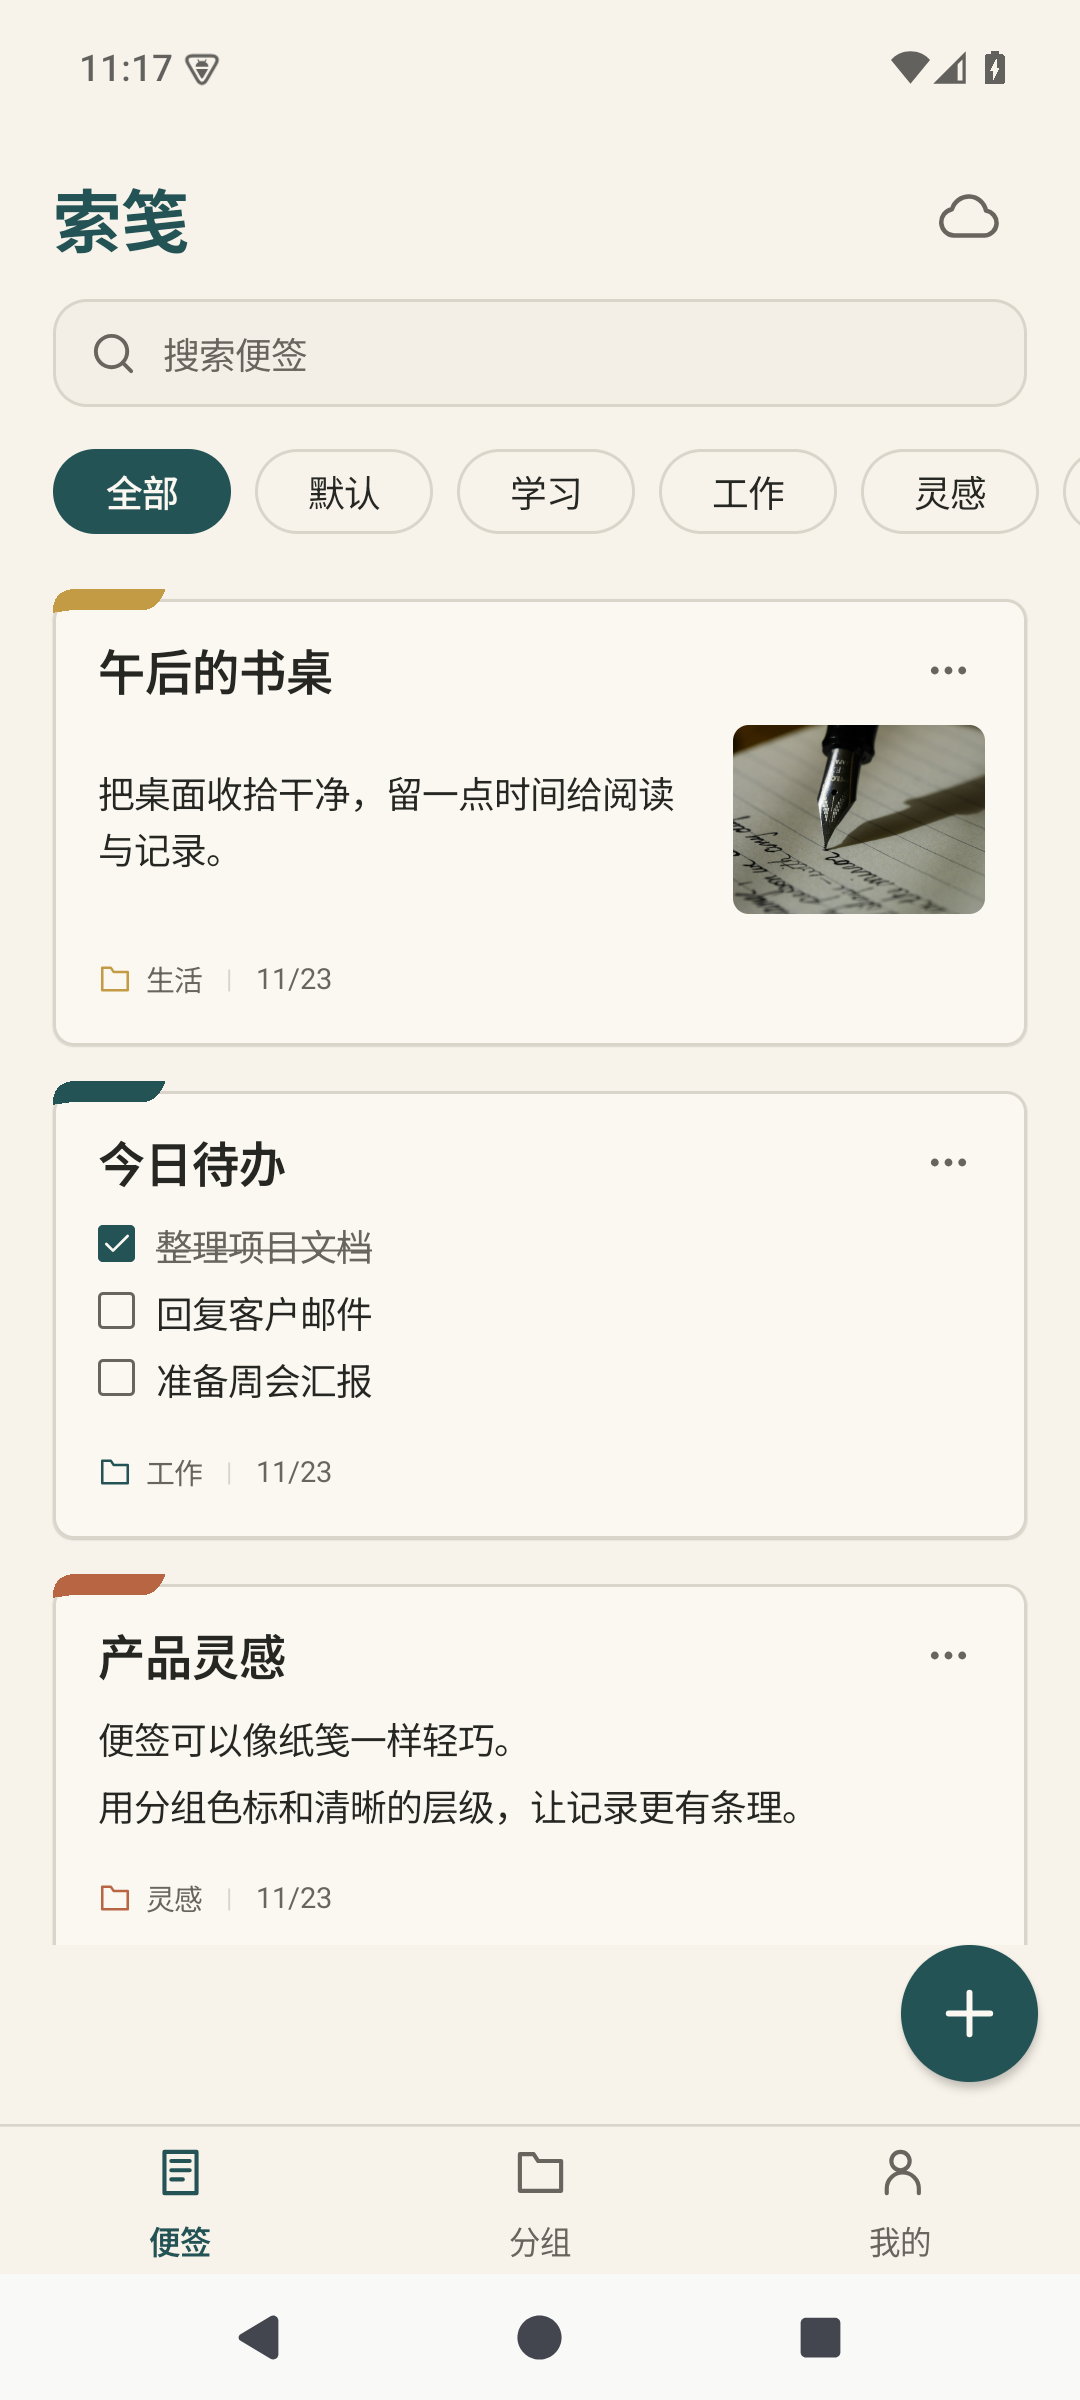 11:17
索笺
搜索便签
全部 默认 学习 工作 灵感
午后的书桌
把桌面收拾干净，留一点时间给阅读
与记录。
生活 | 11/23
今日待办
整理项目文档
回复客户邮件
准备周会汇报
工作 | 11/23
产品灵感
便签可以像纸笺一样轻巧。
用分组色标和清晰的层级，让记录更有条理。
灵感 | 11/23
便签 分组 我的